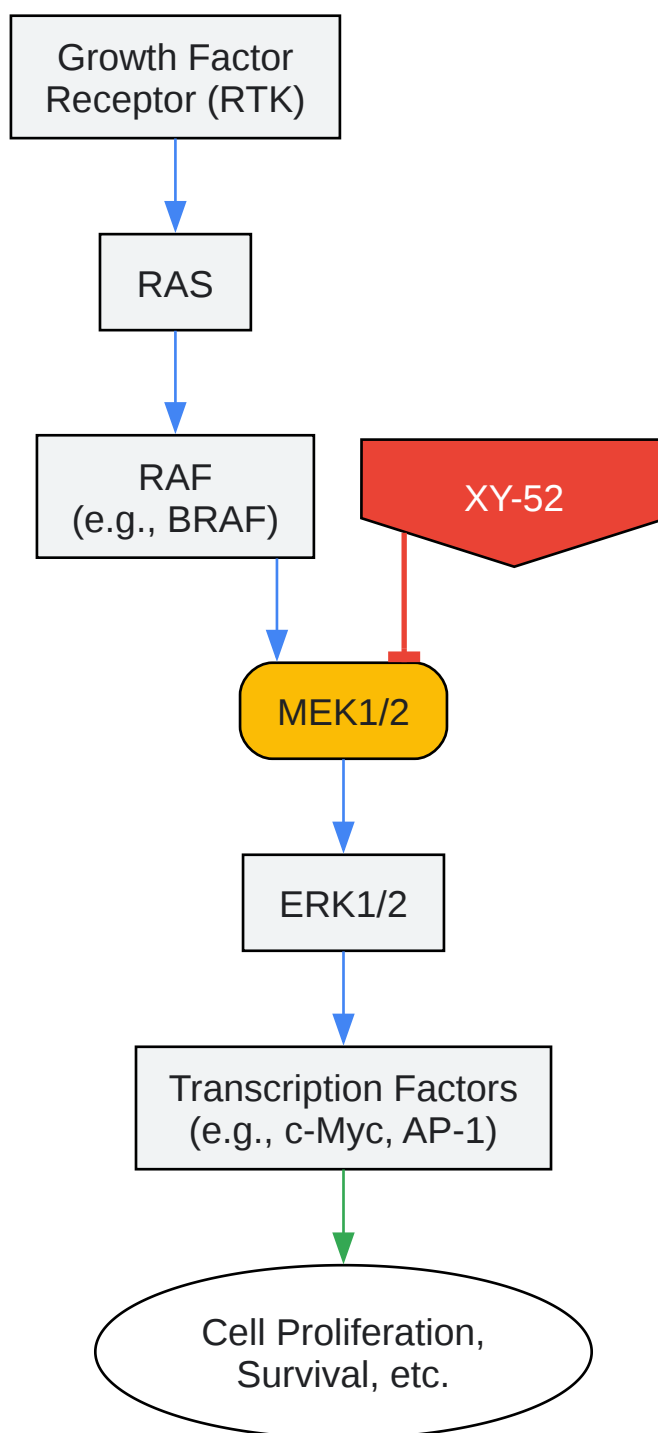 Growth Factor
Receptor (RTK)
RAS
RAF
(e.g., BRAF)
XY-52
MEK1/2
ERK1/2
Transcription Factors
(e.g., c-Myc, AP-1)
Cell Proliferation,
Survival, etc.